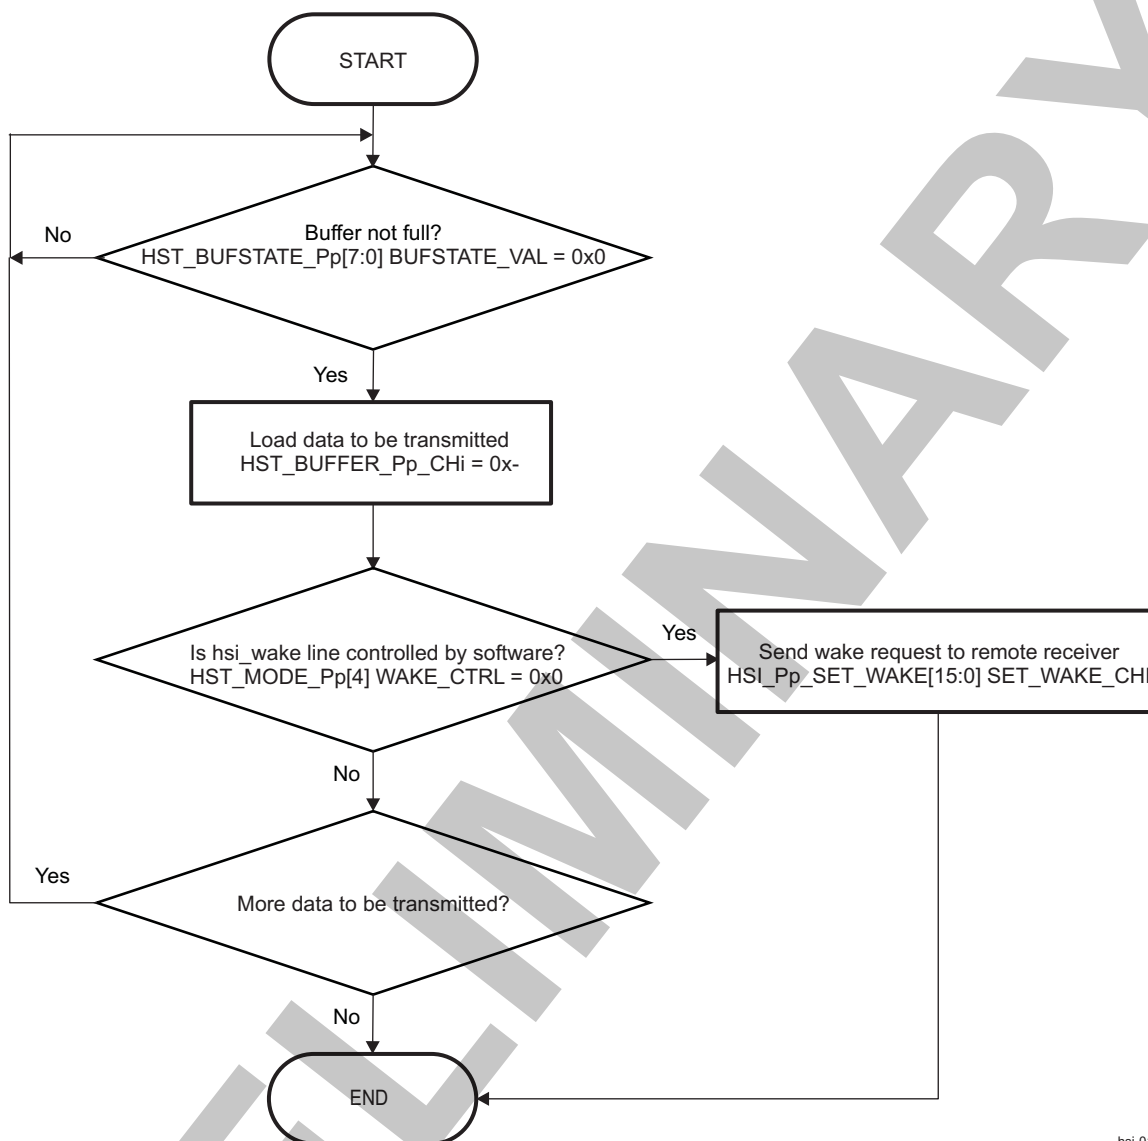 START
Buffer not full?
HST_BUFSTATE_Pp[7:0] BUFSTATE_VAL = 0x0
No
Yes
Load data to be transmitted
HST_BUFFER_Pp_CHi = 0x-
Is hsi_wake line controlled by software?
HST_MODE_Pp[4] WAKE_CTRL = 0x0
Yes
Send wake request to remote receiver
HSI_Pp_SET_WAKE[15:0] SET_WAKE_CH
No
Yes
More data to be transmitted?
No
END